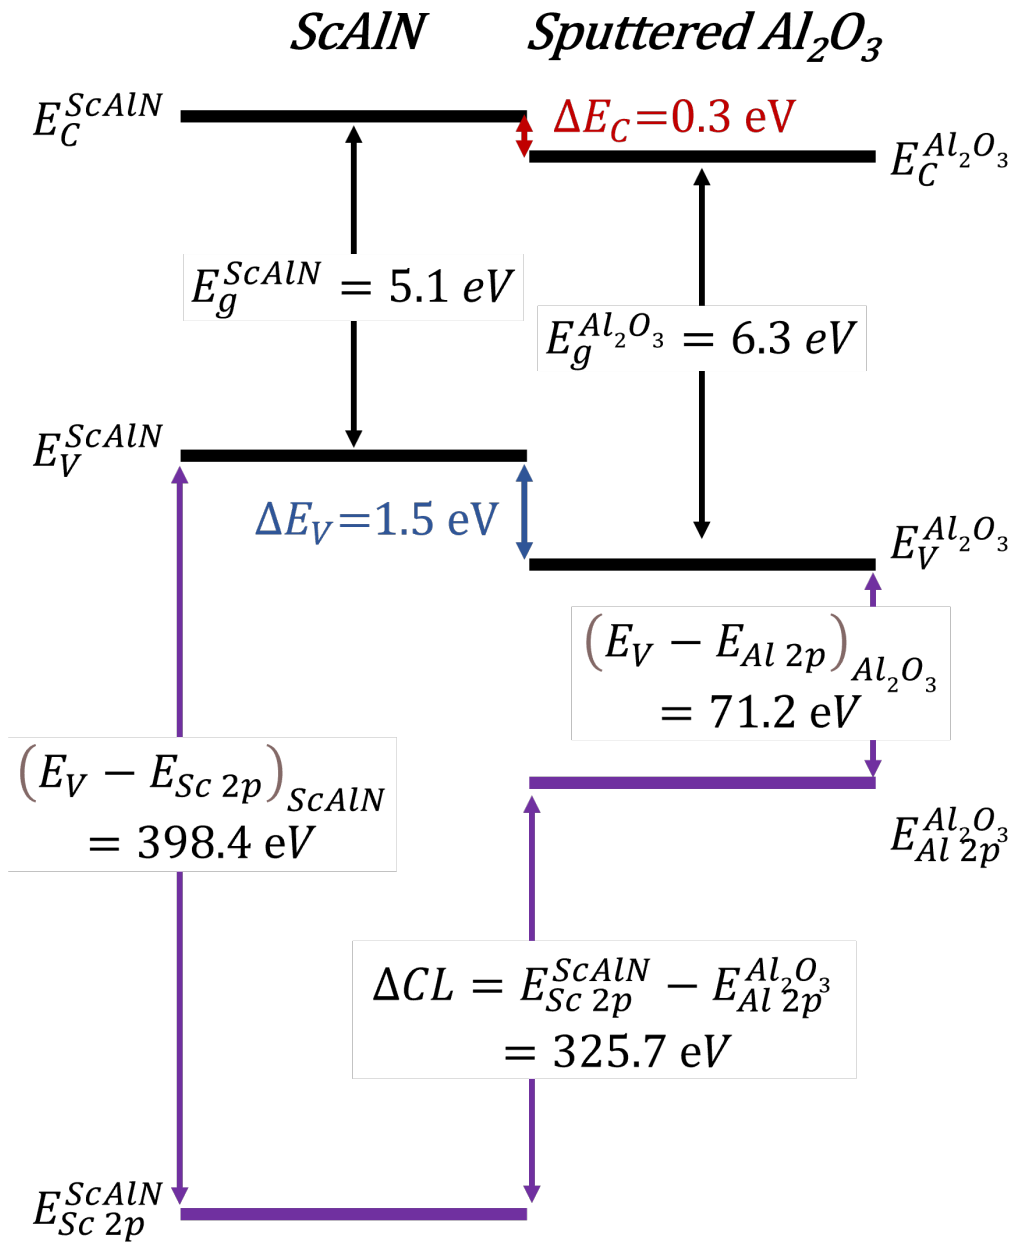 ScAlN
Sputtered Al₂O₃
E_C^ScAlN
ΔE_C=0.3 eV
E_C^Al₂O₃
E_g^ScAlN = 5.1 eV
E_g^Al₂O₃ = 6.3 eV
E_V^ScAlN
ΔE_V=1.5 eV
E_V^Al₂O₃
(E_V − E_Al 2p)_Al₂O₃
= 71.2 eV
(E_V − E_Sc 2p)_ScAlN
= 398.4 eV
E_Al 2p^Al₂O₃
ΔCL = E_Sc 2p^ScAlN − E_Al 2p^Al₂O₃
= 325.7 eV
E_Sc 2p^ScAlN